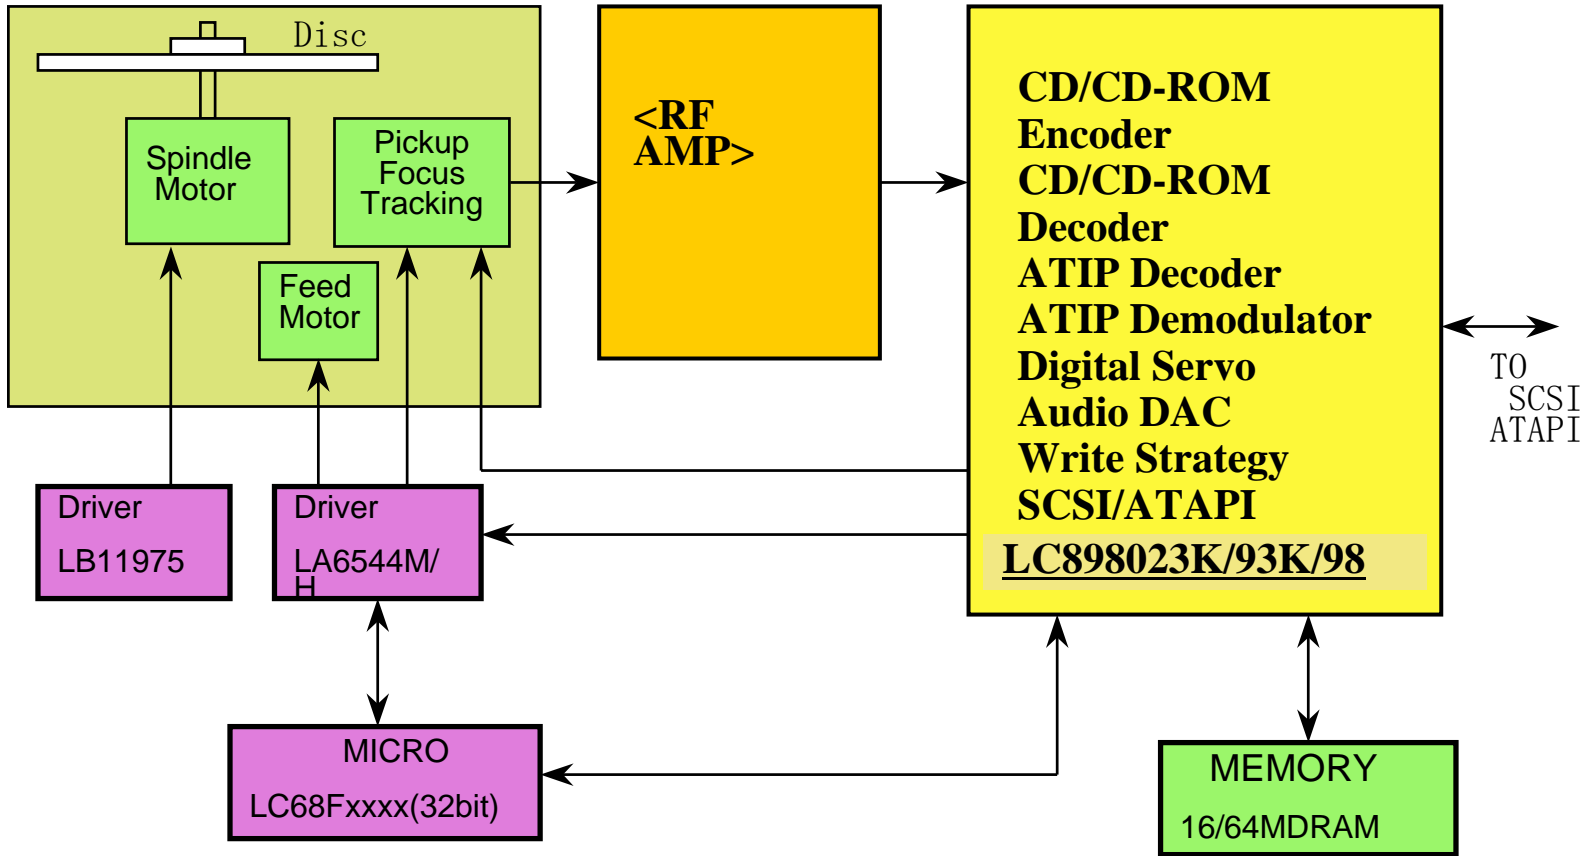 Disc
Spindle
Motor
Pickup
Focus
Tracking
Feed
Motor
<RF
AMP>
CD/CD-ROM
Encoder
CD/CD-ROM
Decoder
ATIP Decoder
ATIP Demodulator
Digital Servo
Audio DAC
Write Strategy
SCSI/ATAPI
LC898023K/93K/98
TO
SCSI
ATAPI
Driver
LB11975
Driver
LA6544M/
H
MICRO
LC68Fxxxx(32bit)
MEMORY
16/64MDRAM